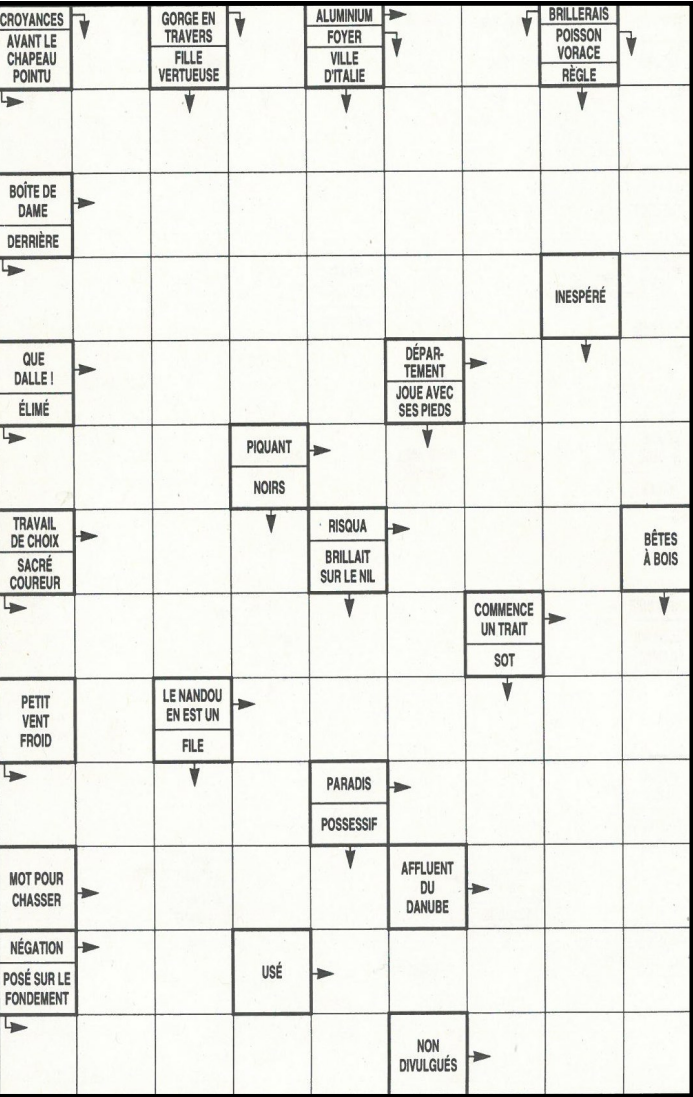 CROYANCES
AVANT LE
CHAPEAU
POINTU
GORGE EN
TRAVERS
FILLE
VERTUEUSE
ALUMINIUM
FOYER
VILLE
D'ITALIE
BRILLERAIS
POISSON
VORACE
RÈGLE
BOÎTE DE
DAME
DERRIÈRE
INESPÉRÉ
QUE
DALLE !
ÉLIMÉ
DÉPAR-
TEMENT
JOUE AVEC
SES PIEDS
PIQUANT
NOIRS
TRAVAIL
DE CHOIX
SACRÉ
COUREUR
RISQUA
BRILLAIT
SUR LE NIL
BÊTES
À BOIS
COMMENCE
UN TRAIT
SOT
PETIT
VENT
FROID
LE NANDOU
EN EST UN
FILE
PARADIS
POSSESSIF
MOT POUR
CHASSER
AFFLUENT
DU
DANUBE
NÉGATION
POSÉ SUR LE
FONDEMENT
USÉ
NON
DIVULGUÉS